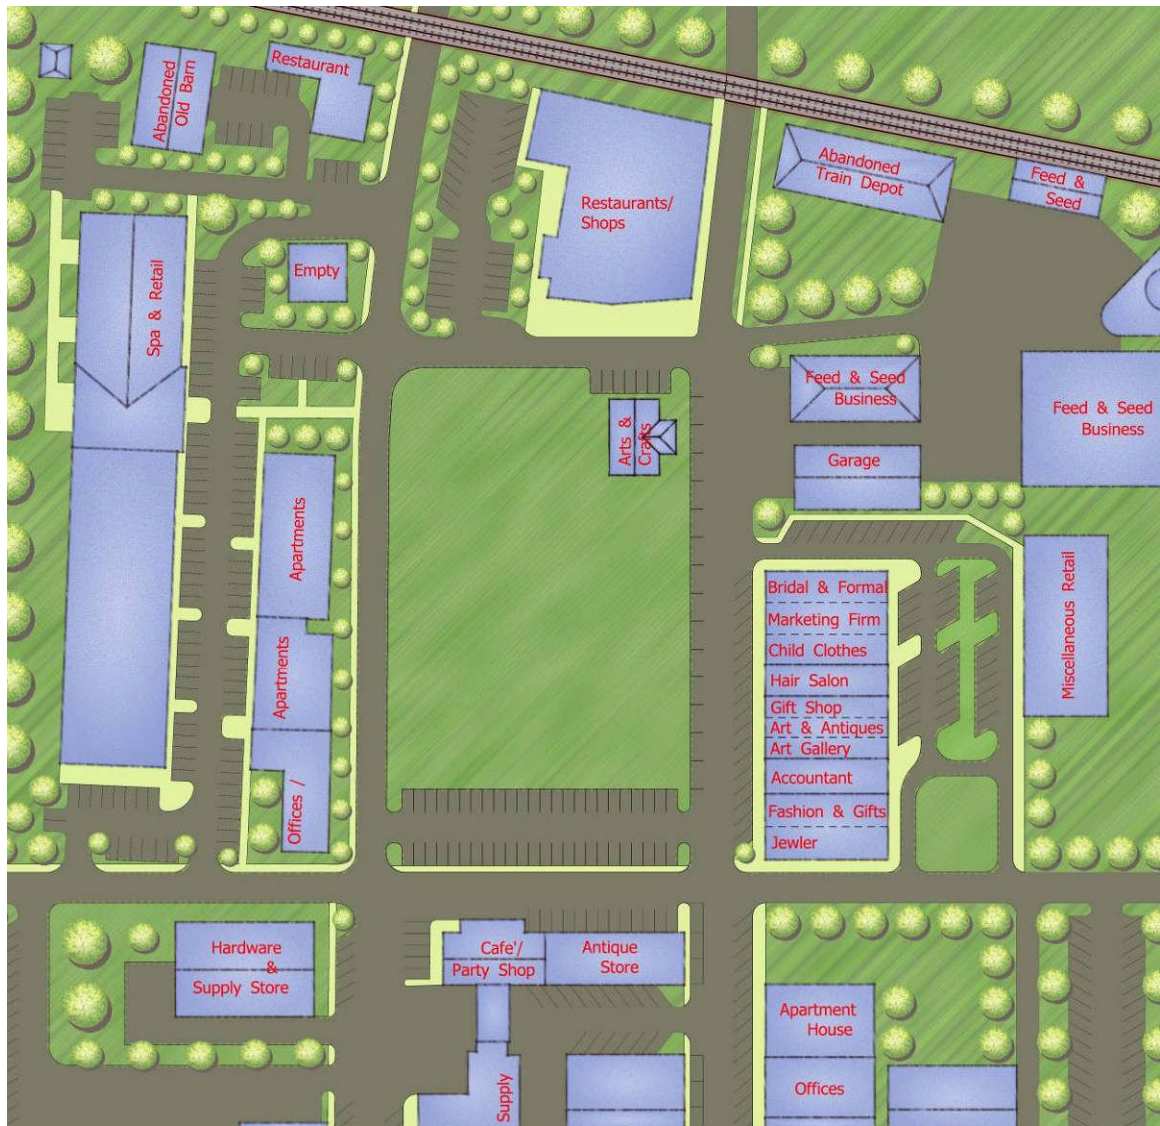 Restaurant
Abandoned
Old Barn
Abandoned
Train Depot
Feed &
Seed
Restaurants/
Shops
Empty
Spa & Retail
Feed & Seed
Business
Feed & Seed
Business
Arts &
Crafts
Garage
Apartments
Bridal & Formal
Marketing Firm
Child Clothes
Hair Salon
Gift Shop
Art & Antiques
Art Gallery
Accountant
Fashion & Gifts
Jewler
Miscellaneous Retail
Apartments
Offices /
Hardware
&
Supply Store
Cafe'/
Party Shop
Antique
Store
Apartment
House
Offices
Supply